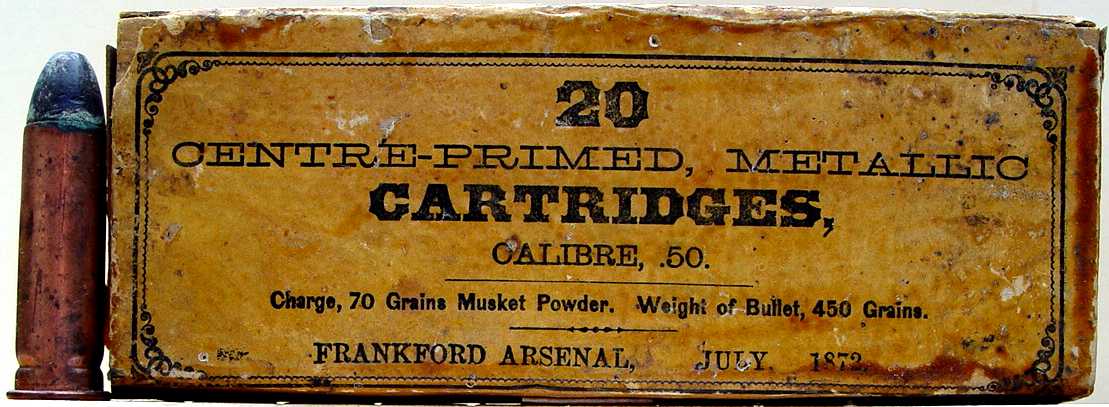 20
CENTRE-PRIMED, METALLIC
CARTRIDGES,
CALIBRE, .50.
Charge, 70 Grains Musket Powder. Weight of Bullet, 450 Grains.
FRANKFORD ARSENAL, JULY. 1872.